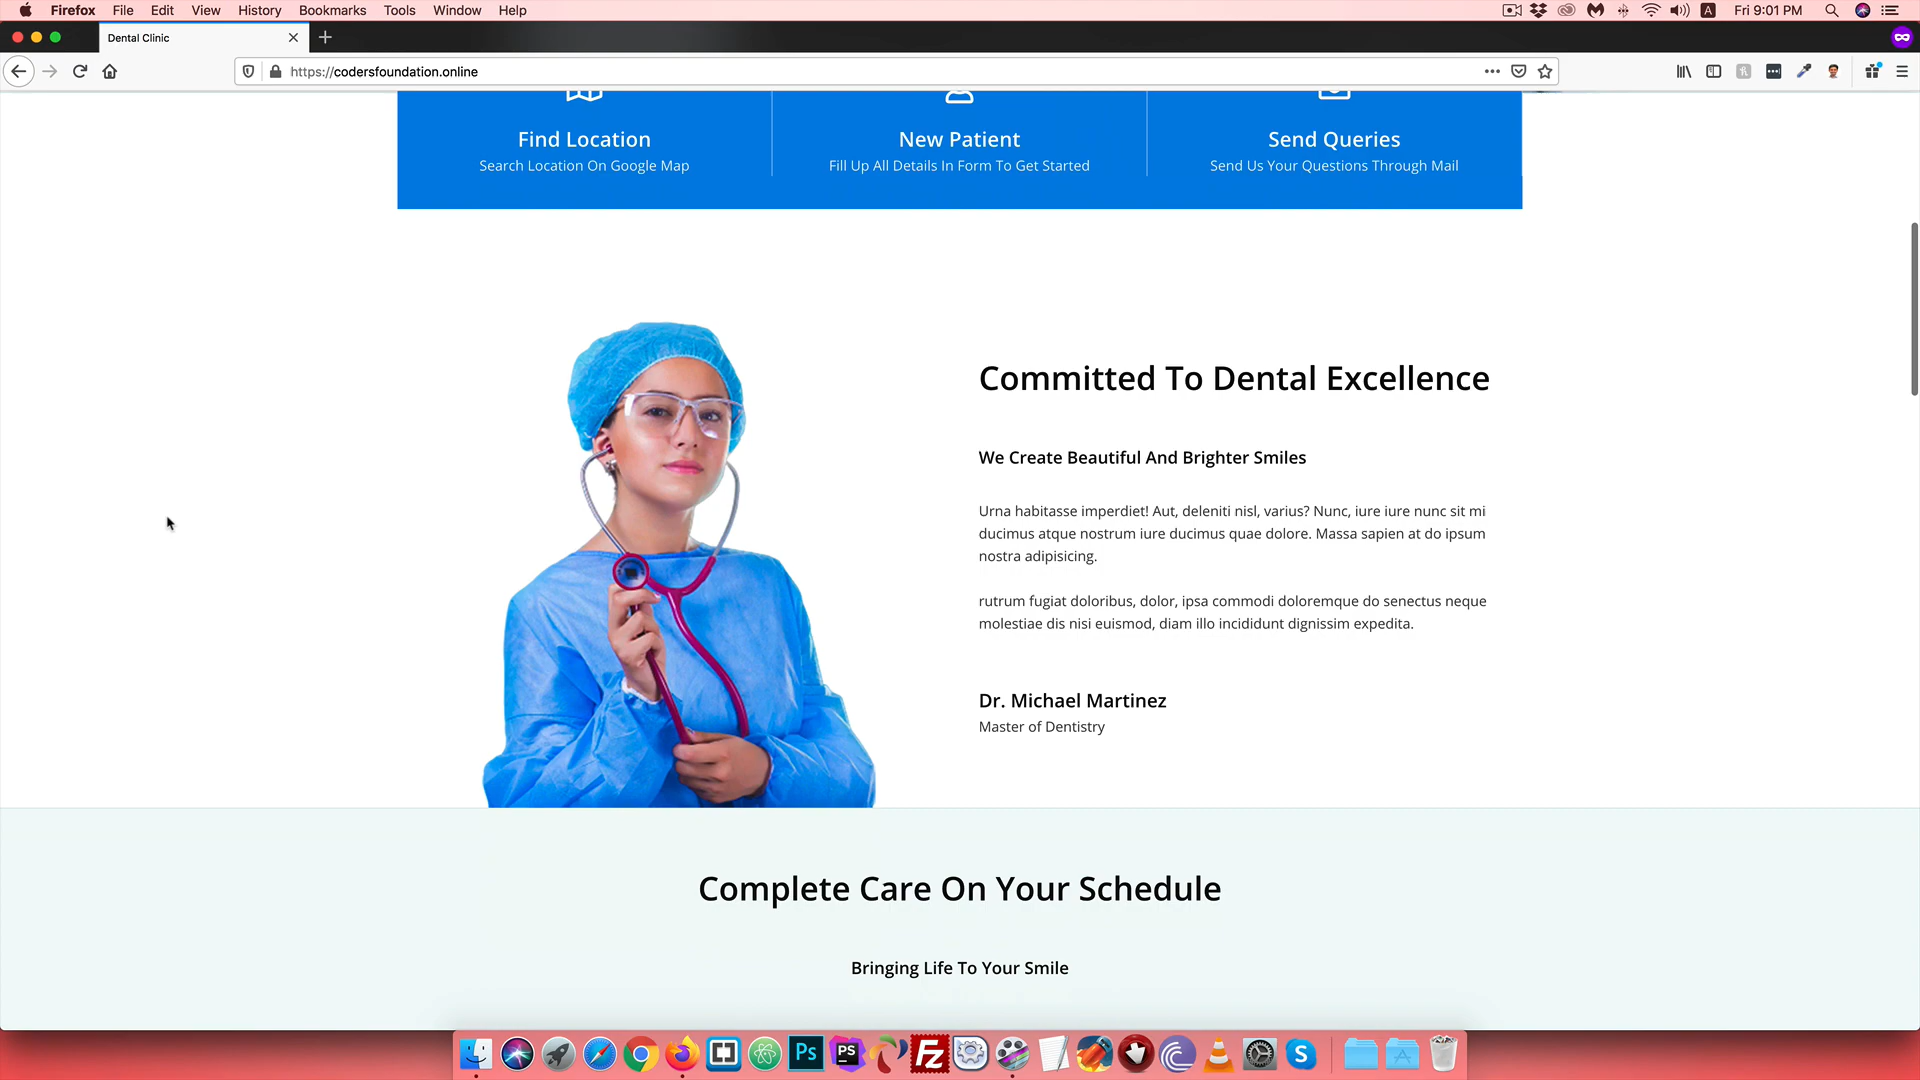 Firefox File Edit View History Bookmarks Tools Window Help
A Fri 9:01 PM
Dental Clinic
https://codersfoundation.online
Find Location
Search Location On Google Map
New Patient
Fill Up All Details In Form To Get Started
Send Queries
Send Us Your Questions Through Mail
Committed To Dental Excellence
We Create Beautiful And Brighter Smiles
Urna habitasse imperdiet! Aut, deleniti nisl, varius? Nunc, iure iure nunc sit mi
ducimus atque nostrum iure ducimus quae dolore. Massa sapien at do ipsum
nostra adipisicing.
rutrum fugiat doloribus, dolor, ipsa commodi doloremque do senectus neque
molestiae dis nisi euismod, diam illo incididunt dignissim expedita.
Dr. Michael Martinez
Master of Dentistry
Complete Care On Your Schedule
Bringing Life To Your Smile
Ps PS FZ S